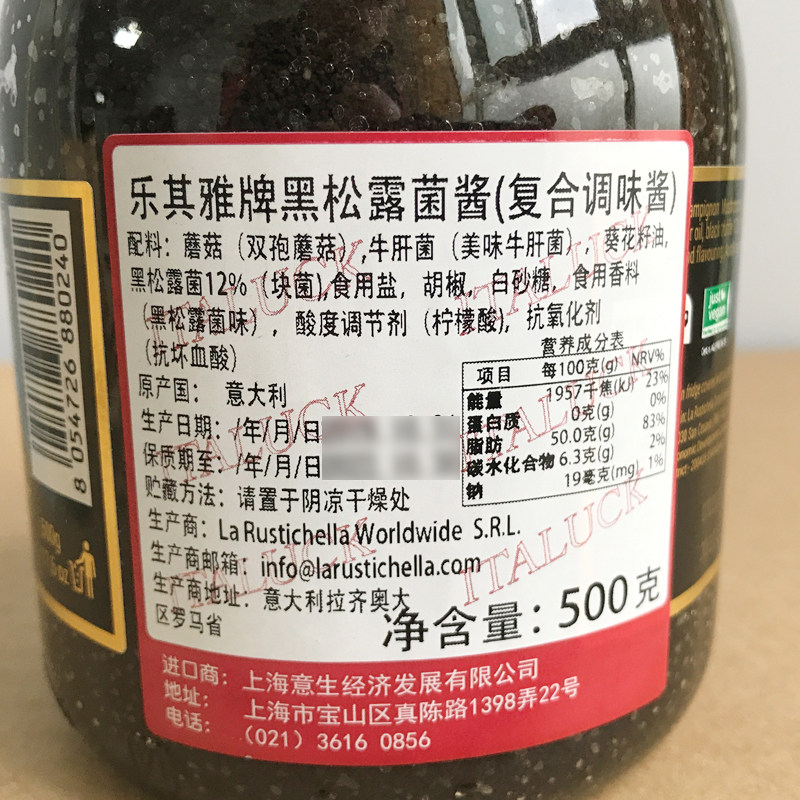 乐其雅牌黑松露菌酱(复合调味酱)
配料：蘑菇（双孢蘑菇）,牛肝菌（美味牛肝菌），葵花籽油,
黑松露菌12%（块菌),食用盐，胡椒，白砂糖，食用香料
（黑松露菌味），酸度调节剂（柠檬酸），抗氧化剂
（抗坏血酸）
原产国： 意大利
生产日期：/年/月/日
保质期至：/年/月/日
贮藏方法：请置于阴凉干燥处
生产商：La Rustichella Worldwide S.R.L.
生产商邮箱：info@larustichella.com
生产商地址：意大利拉齐奥大
区罗马省
营养成分表
项目 每100克(g) NRV%
能量 1957千焦(kJ) 23%
蛋白质 0克(g) 0%
脂肪 50.0克(g) 83%
碳水化合物 6.3克(g) 2%
钠 19毫克(mg) 1%
净含量：500克
进口商：上海意生经济发展有限公司
地址：上海市宝山区真陈路1398弄22号
电话：（021）3616 0856
8 054726 880240
500g
just
vegan
ITALUCK
ITALUCK
ITALUCK
ITALUCK
ITALUCK